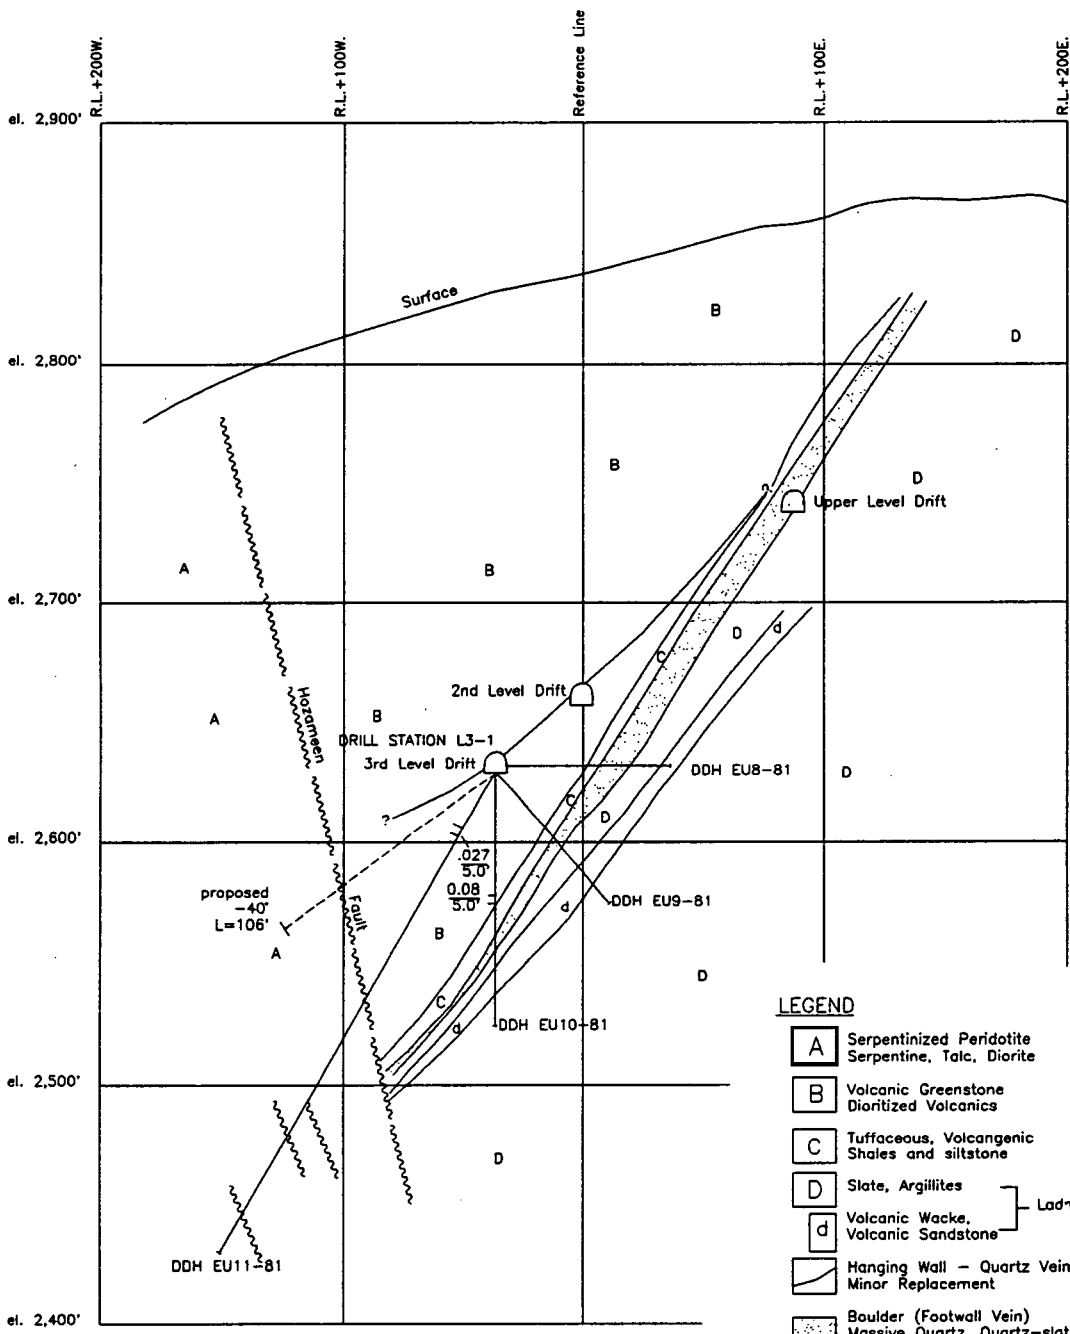 R.L.+200W.
R.L.+100W.
Reference Line
R.L.+100E.
R.L.+200E.
el. 2,900'
Surface
B
D
el. 2,800'
B
D
Upper Level Drift
?
A
B
el. 2,700'
D
d
C
2nd Level Drift
Hozameen
A
B
DRILL STATION L3-1
3rd Level Drift
DDH EU8-81
D
C
?
D
el. 2,600'
.027
5.0'
0.08
5.0'
proposed
-40°
L=106'
Fault
DDH EU9-81
d
B
A
D
C
d
DDH EU10-81
el. 2,500'
D
DDH EU11-81
el. 2,400'
LEGEND
A Serpentinized Peridotite
Serpentine, Talc, Diorite
B Volcanic Greenstone
Dioritized Volcanics
C Tuffaceous, Volcangenic
Shales and siltstone
D Slate, Argillites
d Volcanic Wacke,
Volcanic Sandstone
Hanging Wall - Quartz Vein
Minor Replacement
Boulder (Footwall Vein)
Massive Quartz, Quartz-slat